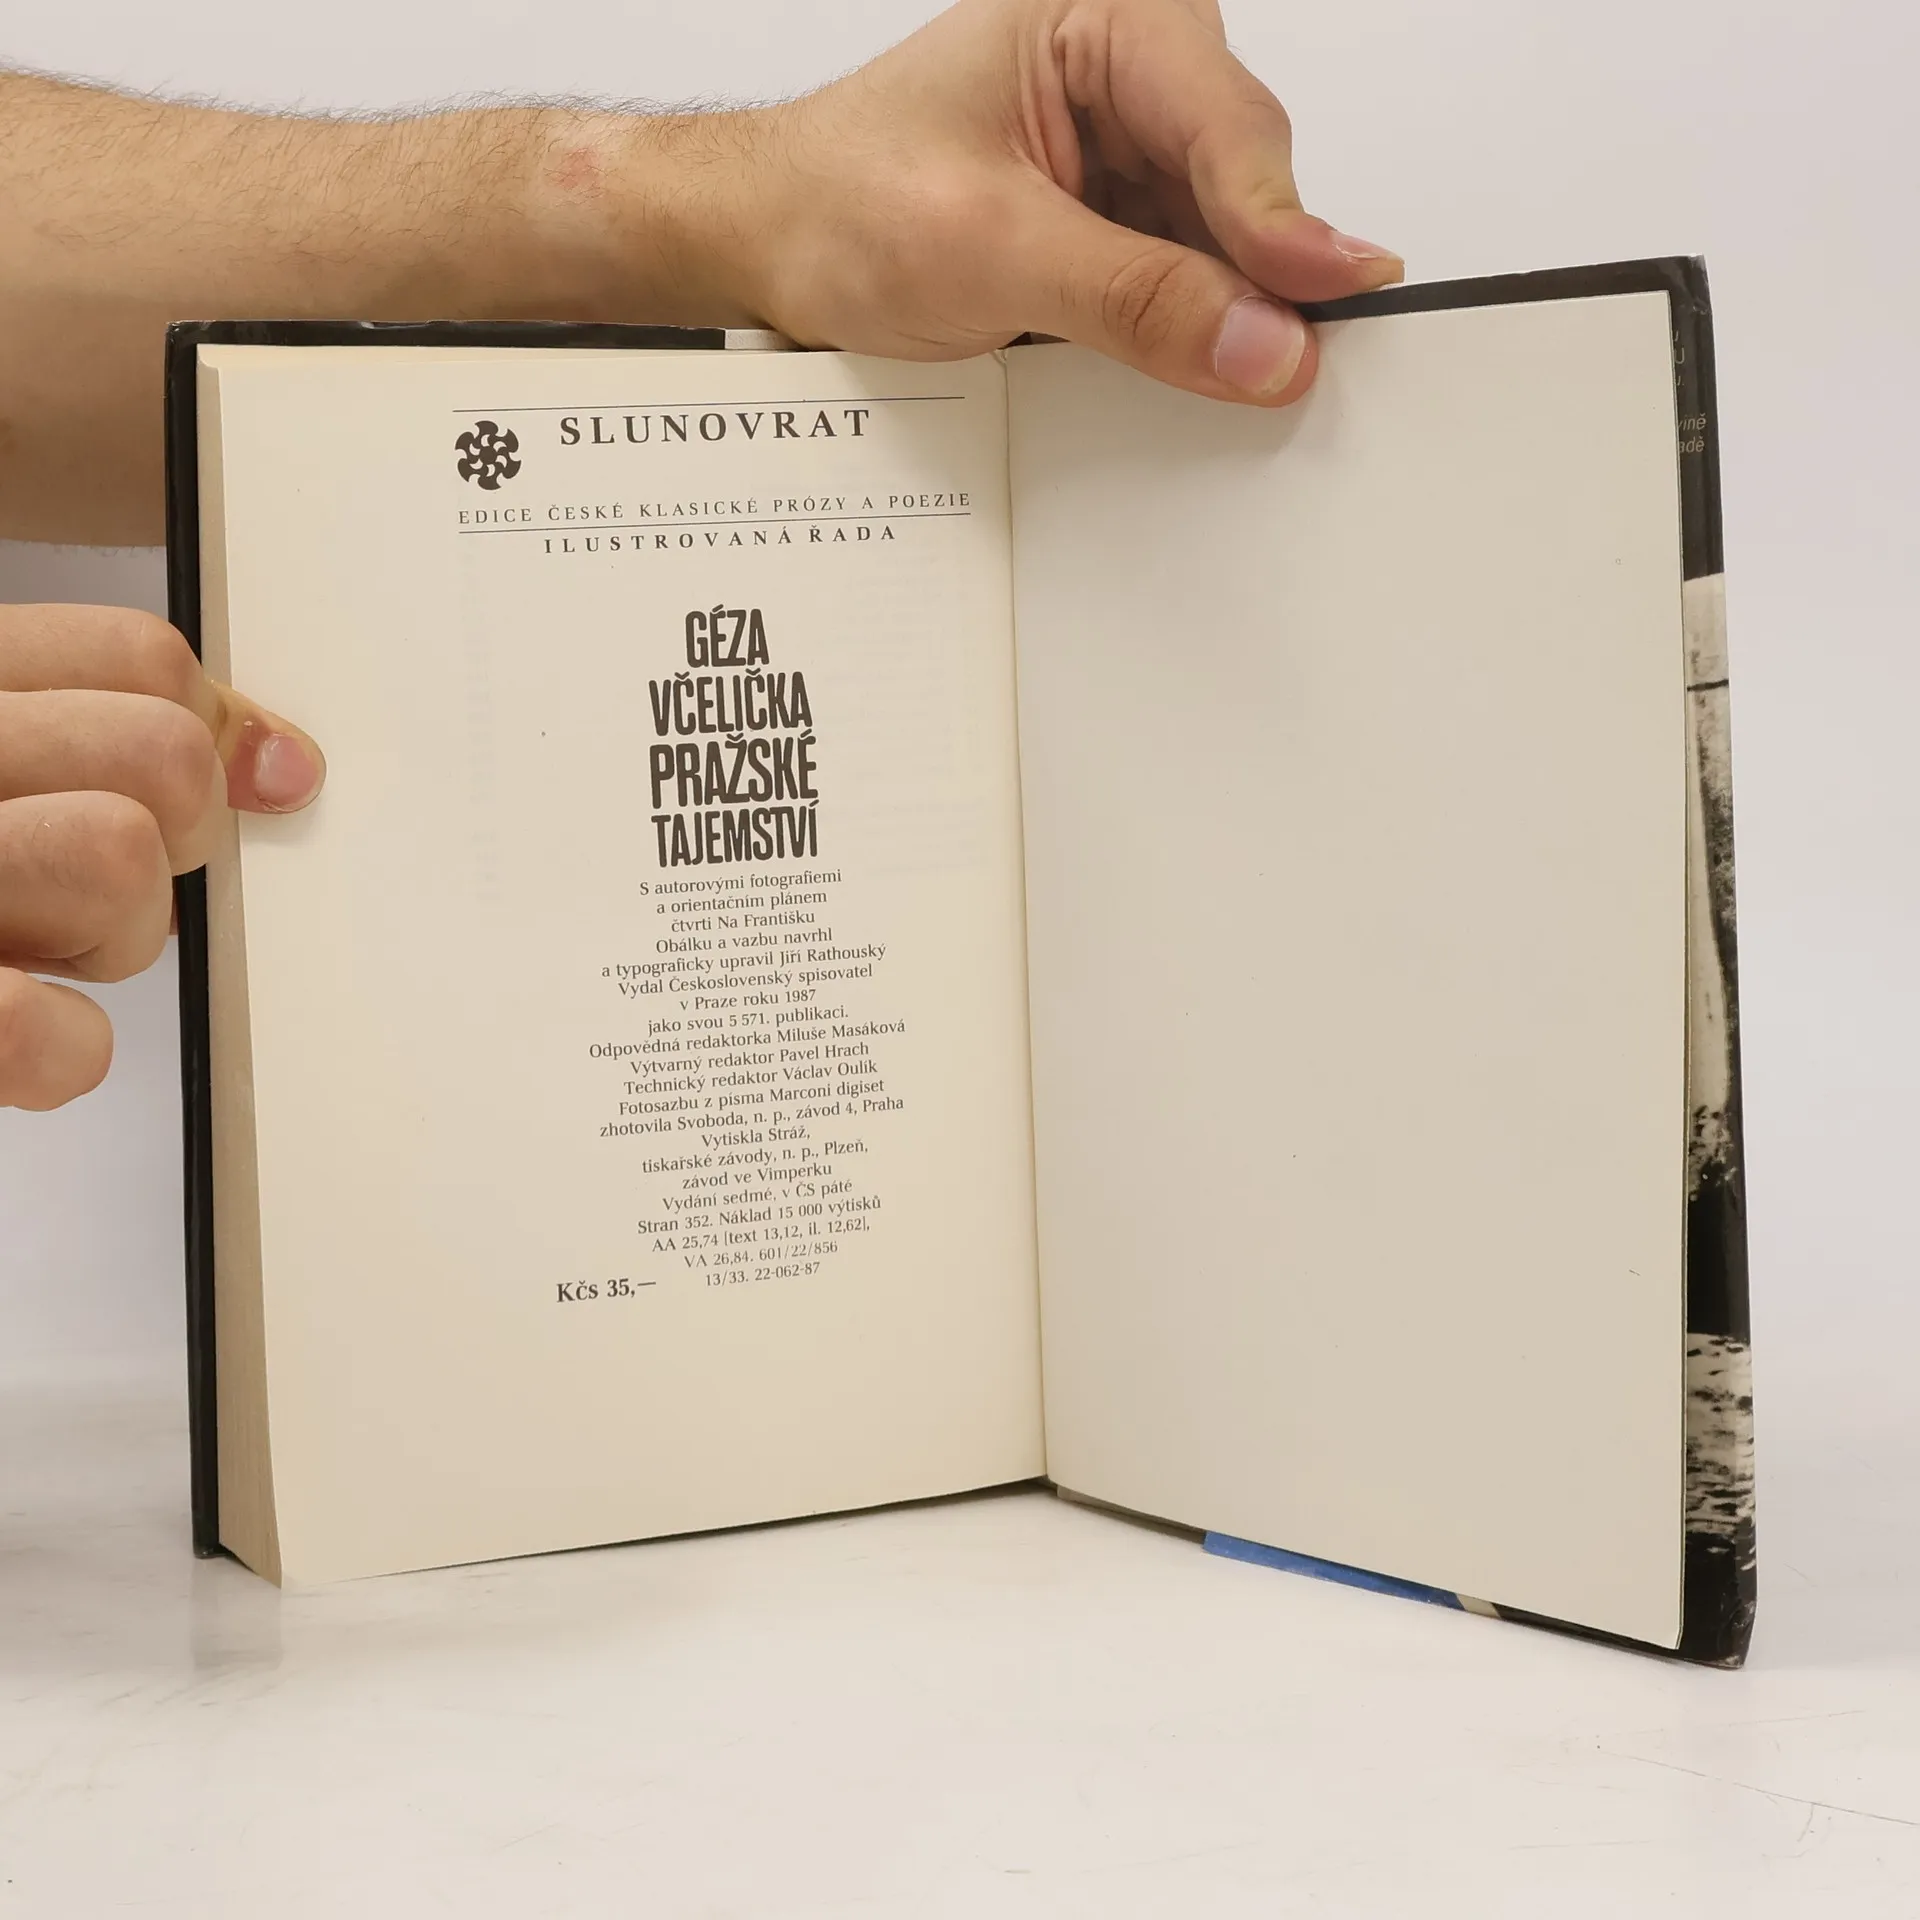 SLUNOVRAT
EDICE ČESKÉ KLASICKÉ PRÓZY A POEZIE
ILUSTROVANÁ ŘADA
GÉZA
VČELIČKA
PRAŽSKÉ
TAJEMSTVÍ
S autorovými fotografiemi
a orientačním plánem
čtvrti Na Františku
Obálku a vazbu navrhl
a typograficky upravil Jiří Rathouský
Vydal Československý spisovatel
v Praze roku 1987
jako svou 5 571. publikaci.
Odpovědná redaktorka Miluše Masáková
Výtvarný redaktor Pavel Hrach
Technický redaktor Václav Oulík
Fotosazbu z písma Marconi digiset
zhotovila Svoboda, n. p., závod 4, Praha
Vytiskla Stráž,
tiskařské závody, n. p., Plzeň,
závod ve Vimperku
Vydání sedmé, v ČS páté
Stran 352. Náklad 15 000 výtisků
AA 25,74 [text 13,12, il. 12,62],
VA 26,84. 601/22/856
13/33. 22-062-87
Kčs 35,—